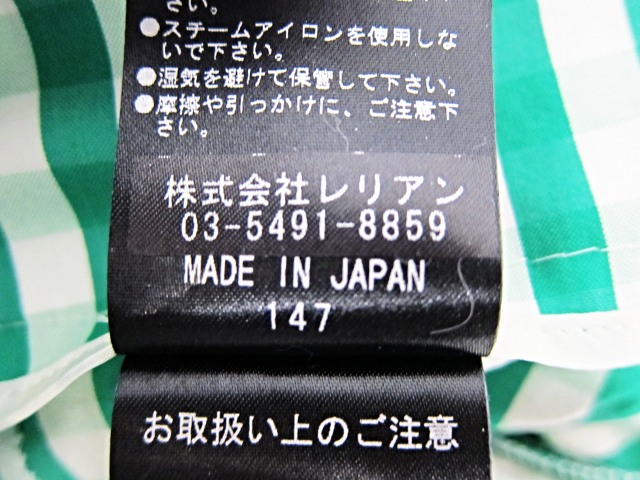 さい。
●スチームアイロンを使用しな
いで下さい。
●湿気を避けて保管して下さい。
●摩擦や引っかけに、ご注意下
さい。
株式会社レリアン
03-5491-8859
MADE IN JAPAN
147
お取扱い上のご注意